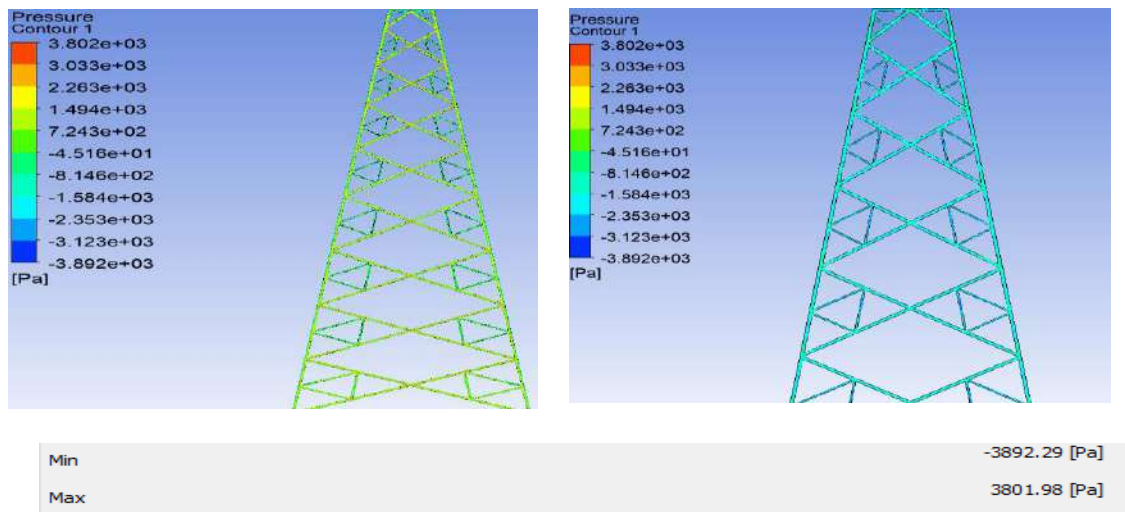 Pressure
Contour 1
3.802e+03
3.033e+03
2.263e+03
1.494e+03
7.243e+02
-4.516e+01
-8.146e+02
-1.584e+03
-2.353e+03
-3.123e+03
-3.892e+03
[Pa]
Pressure
Contour 1
3.802e+03
3.033e+03
2.263e+03
1.494e+03
7.243e+02
-4.516e+01
-8.146e+02
-1.584e+03
-2.353e+03
-3.123e+03
-3.892e+03
[Pa]
Min -3892.29 [Pa]
Max 3801.98 [Pa]